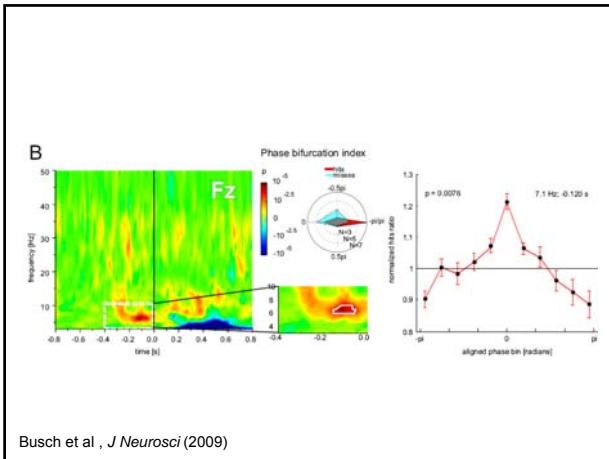 B
Phase bifurcation index
50
40
30
20
10
frequency [Hz]
Fz
-0.8
-0.6
-0.4
-0.2
0.0
0.2
0.4
0.6
0.8
time [s]
p
10 -5
10 -2.5
0
10 -2.5
10 -5
hits
misses
-0.5pi
0
-pi/pi
N=3
N=5
N=7
0.5pi
10
8
6
4
-0.4
-0.2
0.0
p = 0.0076
7.1 Hz; -0.120 s
1.3
1.2
1.1
1
0.9
0.8
normalized hits ratio
-pi
0
pi
aligned phase bin [radians]
Busch et al , J Neurosci (2009)